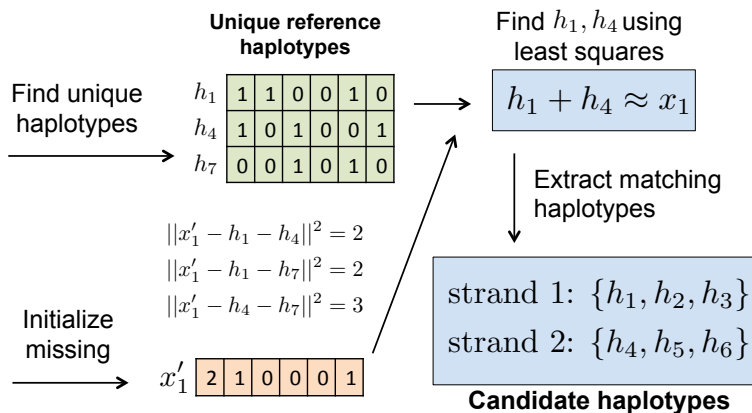 Unique reference
haplotypes
Find unique
haplotypes
h₁ 1 1 0 0 1 0
h₄ 1 0 1 0 0 1
h₇ 0 0 1 0 1 0
Find h₁, h₄ using
least squares
h₁ + h₄ ≈ x₁
Extract matching
haplotypes
||x′₁ − h₁ − h₄||² = 2
||x′₁ − h₁ − h₇||² = 2
||x′₁ − h₄ − h₇||² = 3
Initialize
missing
x′₁ 2 1 0 0 0 1
strand 1: {h₁, h₂, h₃}
strand 2: {h₄, h₅, h₆}
Candidate haplotypes